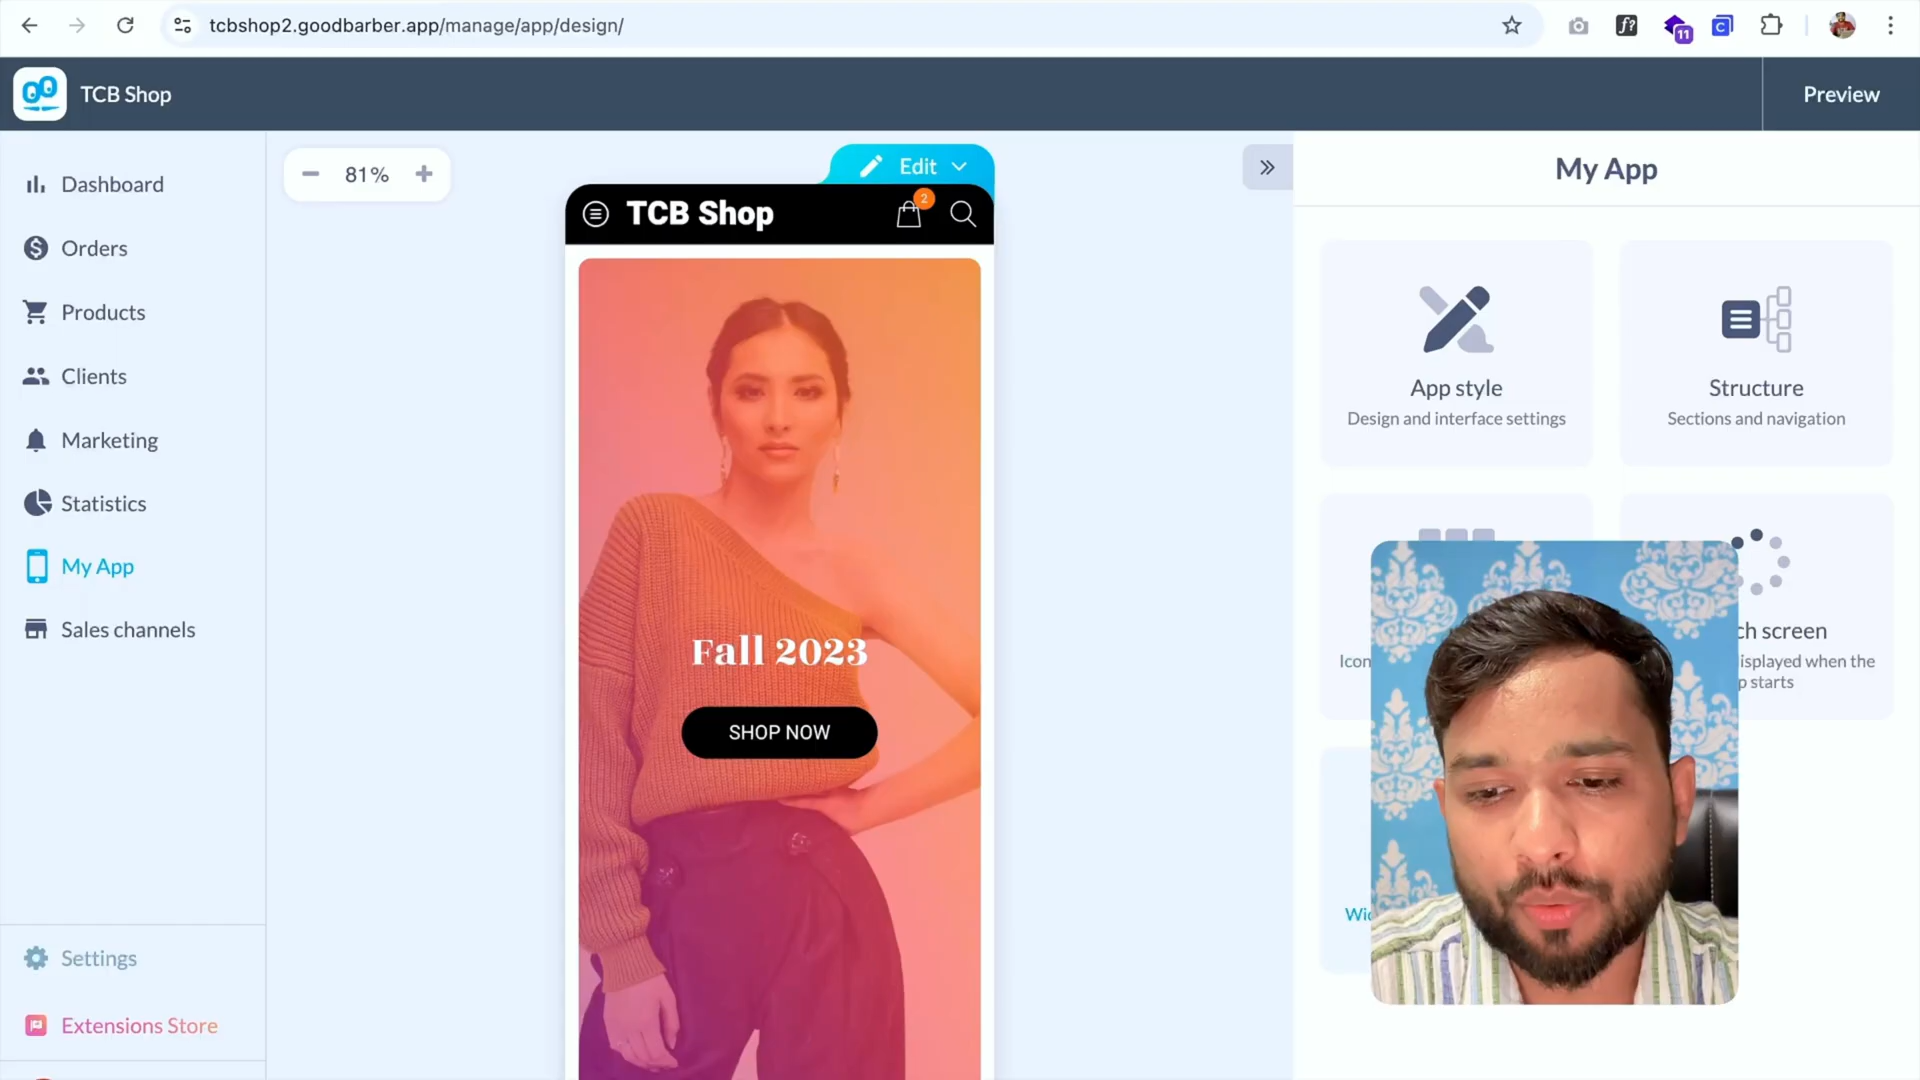 tcbshop2.goodbarber.app/manage/app/design/
11
TCB Shop
Preview
Dashboard
Orders
Products
Clients
Marketing
Statistics
My App
Sales channels
Settings
Extensions Store
81%
Edit
TCB Shop
2
Fall 2023
SHOP NOW
My App
App style
Design and interface settings
Structure
Sections and navigation
Icon
ch screen
isplayed when the
p starts